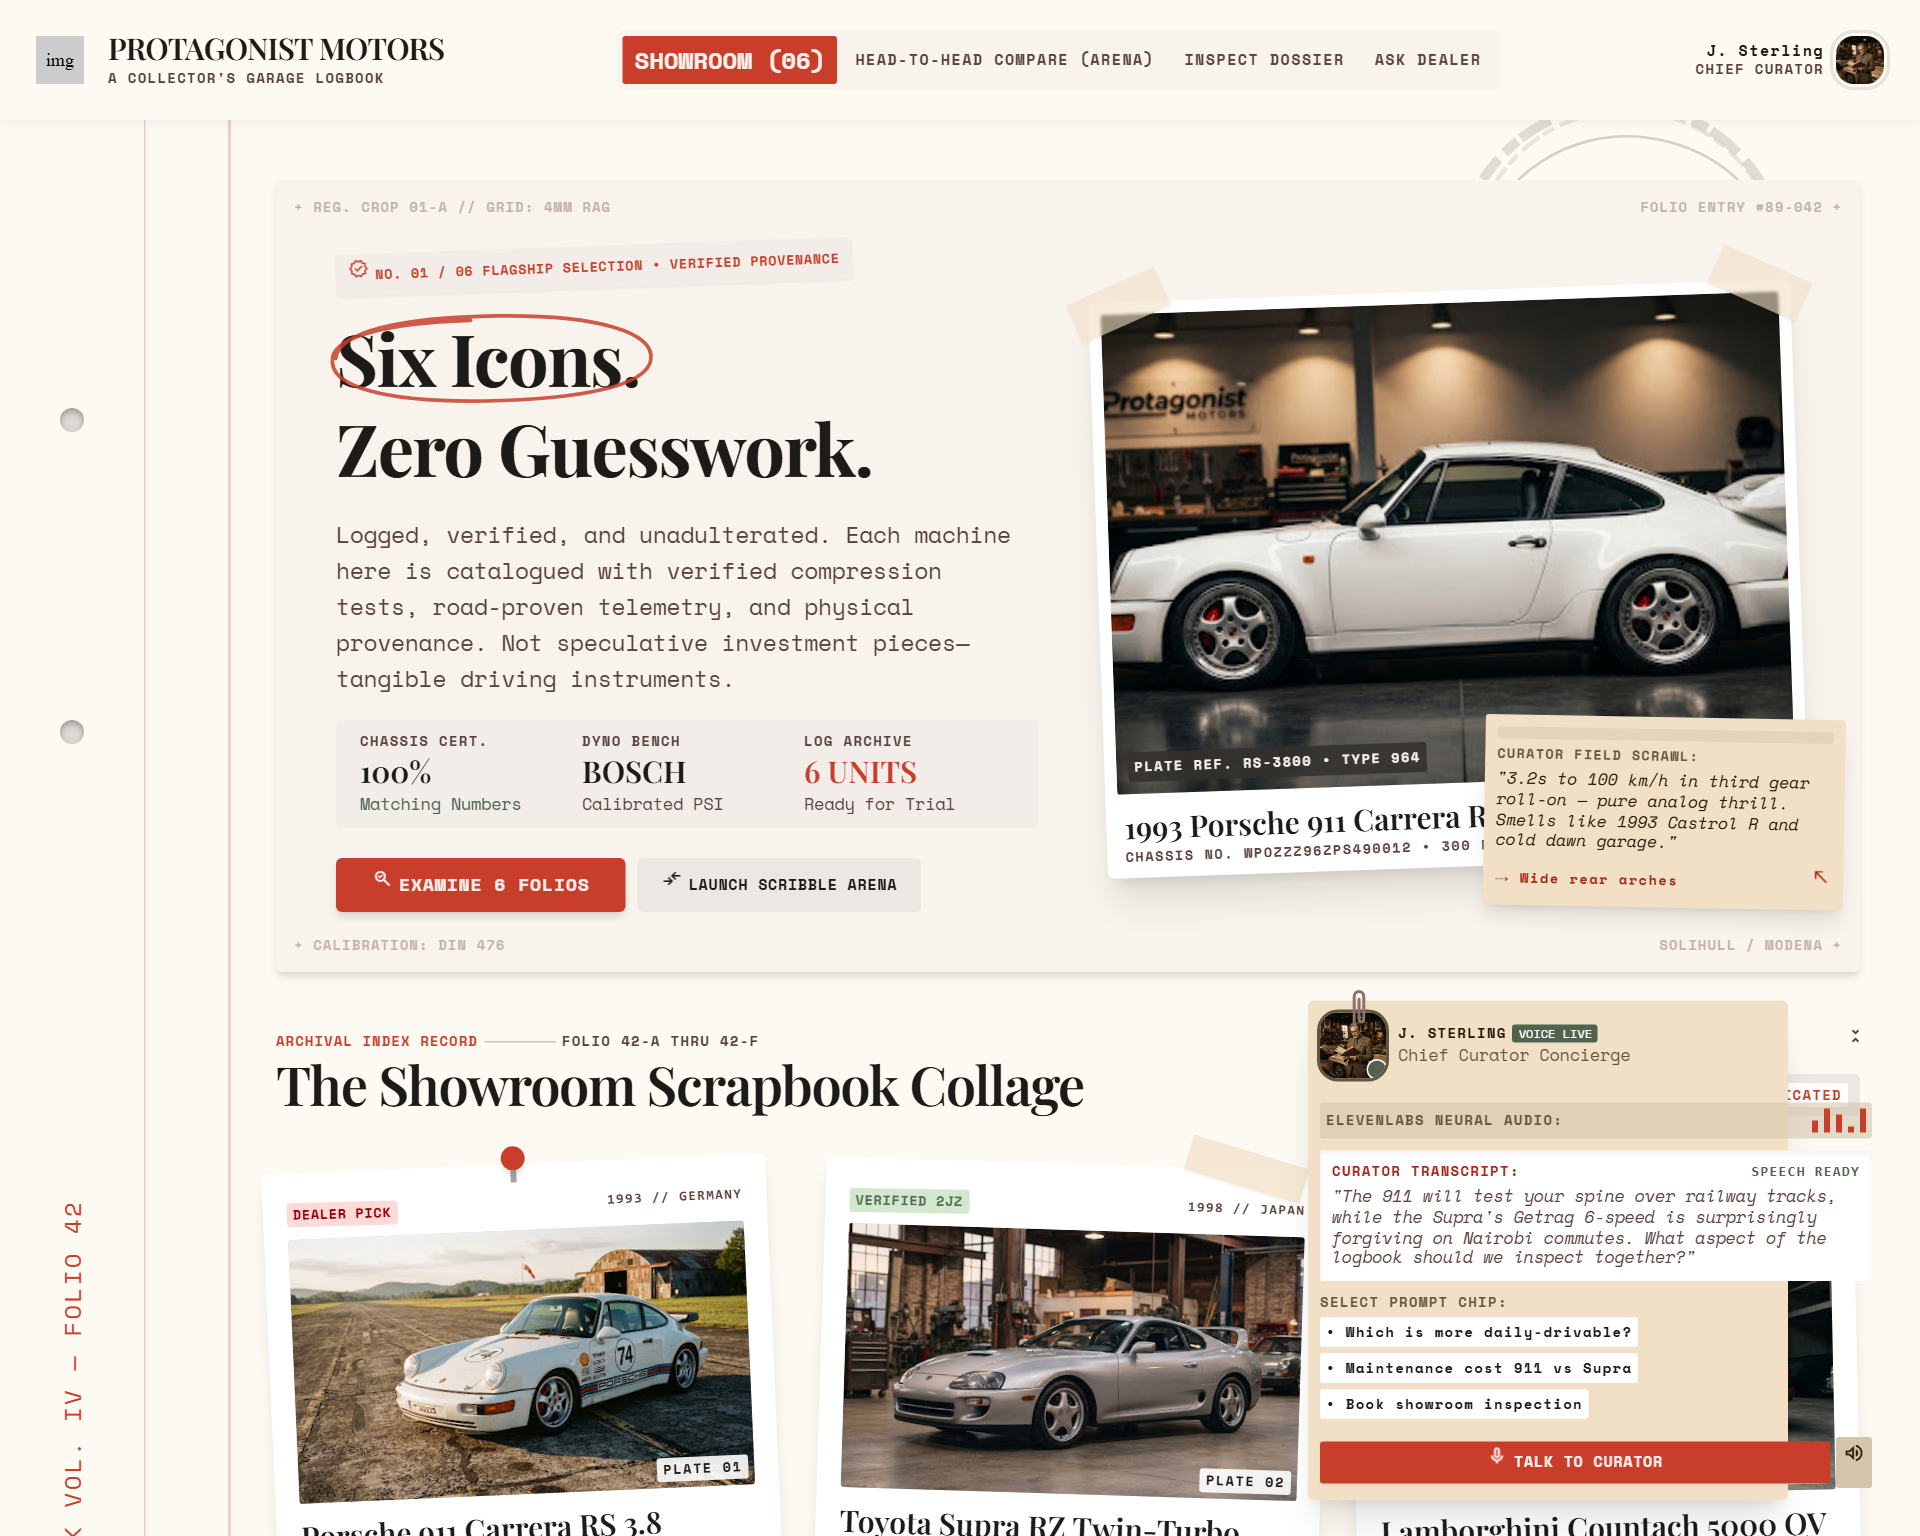 img
PROTAGONIST MOTORS
A COLLECTOR'S GARAGE LOGBOOK
SHOWROOM (06)
HEAD-TO-HEAD COMPARE (ARENA)
INSPECT DOSSIER
ASK DEALER
J. Sterling
CHIEF CURATOR
+ REG. CROP 01-A // GRID: 4MM RAG
FOLIO ENTRY #89-042 +
NO. 01 / 06 FLAGSHIP SELECTION • VERIFIED PROVENANCE
Six Icons.
Zero Guesswork.
Logged, verified, and unadulterated. Each machine
here is catalogued with verified compression
tests, road-proven telemetry, and physical
provenance. Not speculative investment pieces—
tangible driving instruments.
CHASSIS CERT.
100%
Matching Numbers
DYNO BENCH
BOSCH
Calibrated PSI
LOG ARCHIVE
6 UNITS
Ready for Trial
EXAMINE 6 FOLIOS
LAUNCH SCRIBBLE ARENA
Protagonist
MOTORS
PLATE REF. RS-3800 • TYPE 964
1993 Porsche 911 Carrera R
CHASSIS NO. WPOZZZ96ZPS490012 • 300
CURATOR FIELD SCRAWL:
"3.2s to 100 km/h in third gear
roll-on — pure analog thrill.
Smells like 1993 Castrol R and
cold dawn garage."
→ Wide rear arches
+ CALIBRATION: DIN 476
SOLIHULL / MODENA +
ARCHIVAL INDEX RECORD
FOLIO 42-A THRU 42-F
The Showroom Scrapbook Collage
ICATED
J. STERLING
VOICE LIVE
Chief Curator Concierge
ELEVENLABS NEURAL AUDIO:
CURATOR TRANSCRIPT:
SPEECH READY
"The 911 will test your spine over railway tracks,
while the Supra's Getrag 6-speed is surprisingly
forgiving on Nairobi commutes. What aspect of the
logbook should we inspect together?"
SELECT PROMPT CHIP:
• Which is more daily-drivable?
• Maintenance cost 911 vs Supra
• Book showroom inspection
TALK TO CURATOR
DEALER PICK
1993 // GERMANY
74
74
PORSCHE
PLATE 01
Porsche 911 Carrera RS 3.8
VERIFIED 2JZ
1998 // JAPAN
PLATE 02
Toyota Supra RZ Twin-Turbo
Lamborghini Countach 5000 QV
K VOL. IV — FOLIO 42